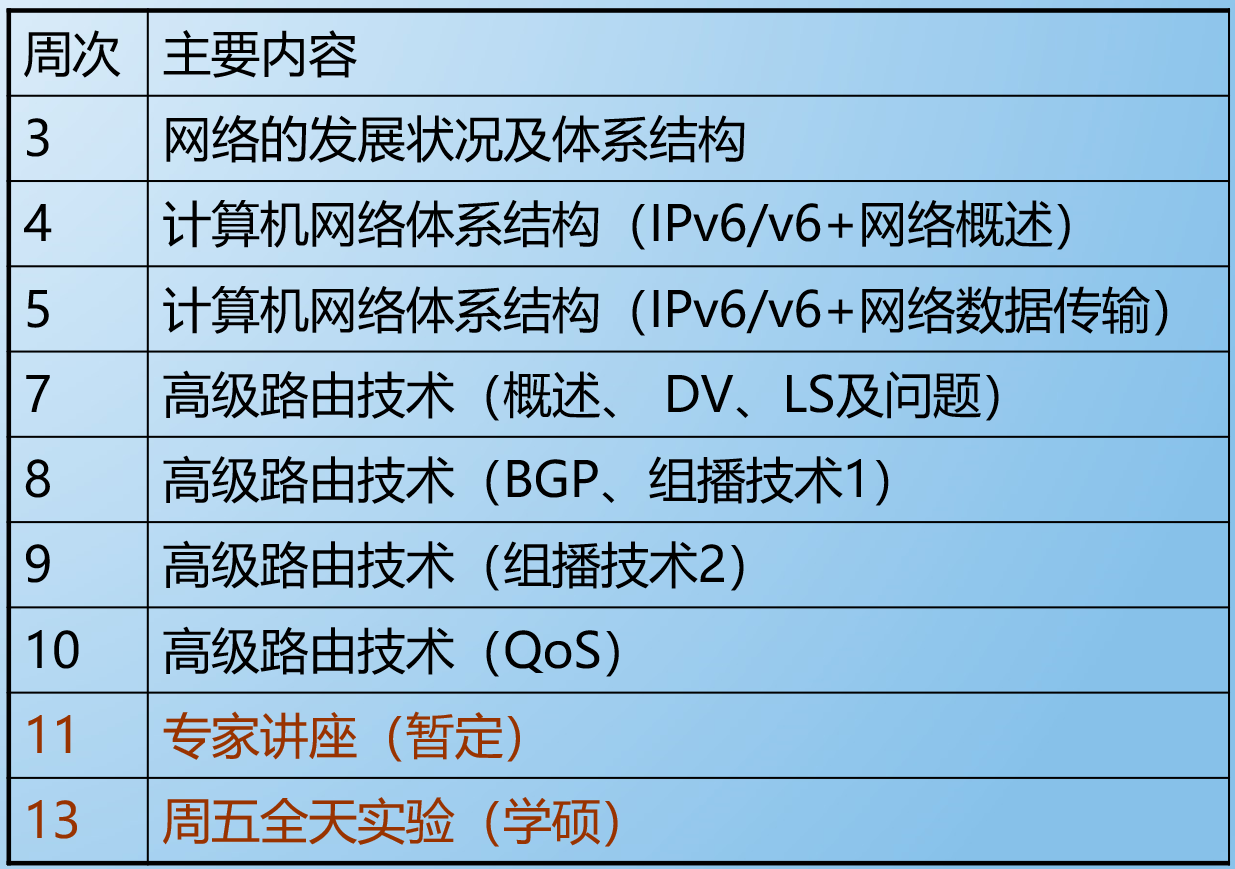 周次 主要内容
3 网络的发展状况及体系结构
4 计算机网络体系结构（IPv6/v6+网络概述）
5 计算机网络体系结构（IPv6/v6+网络数据传输）
7 高级路由技术（概述、 DV、LS及问题）
8 高级路由技术（BGP、组播技术1）
9 高级路由技术（组播技术2）
10 高级路由技术（QoS）
11 专家讲座（暂定）
13 周五全天实验（学硕）